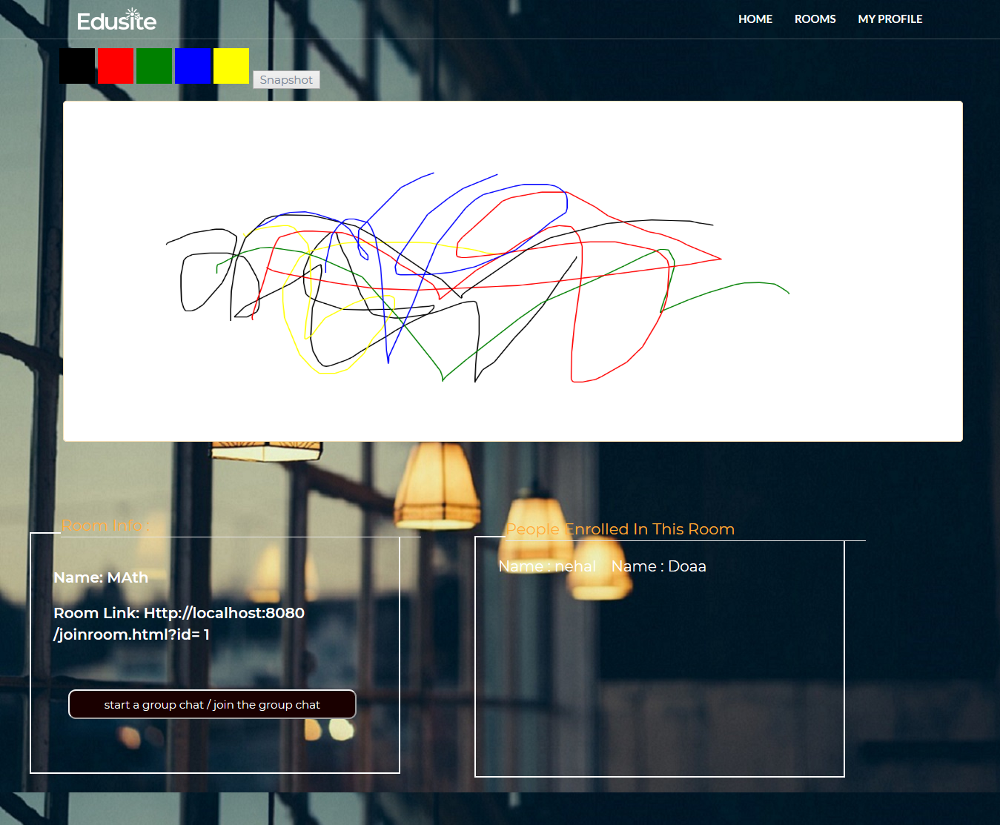 Edusite
HOME ROOMS MY PROFILE
Snapshot
Room Info :
People Enrolled In This Room
Name: MAth
Room Link: Http://localhost:8080
/joinroom.html?id= 1
start a group chat / join the group chat
Name : nehal Name : Doaa